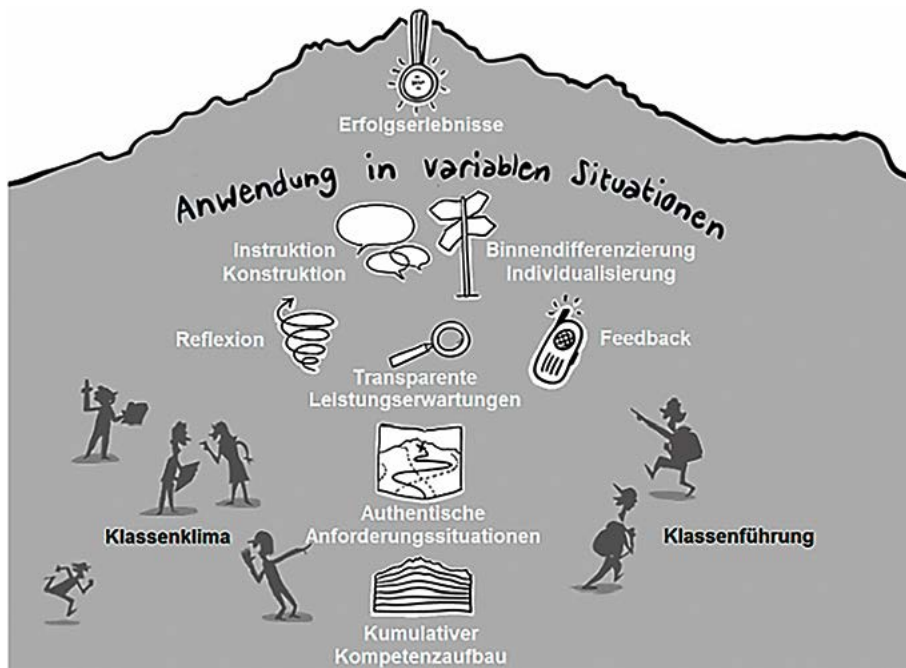 Erfolgserlebnisse
Anwendung in variablen Situationen
Instruktion
Konstruktion
Binnendifferenzierung
Individualisierung
Reflexion
Feedback
Transparente
Leistungserwartungen
Authentische
Anforderungssituationen
Klassenklima
Klassenführung
Kumulativer
Kompetenzaufbau